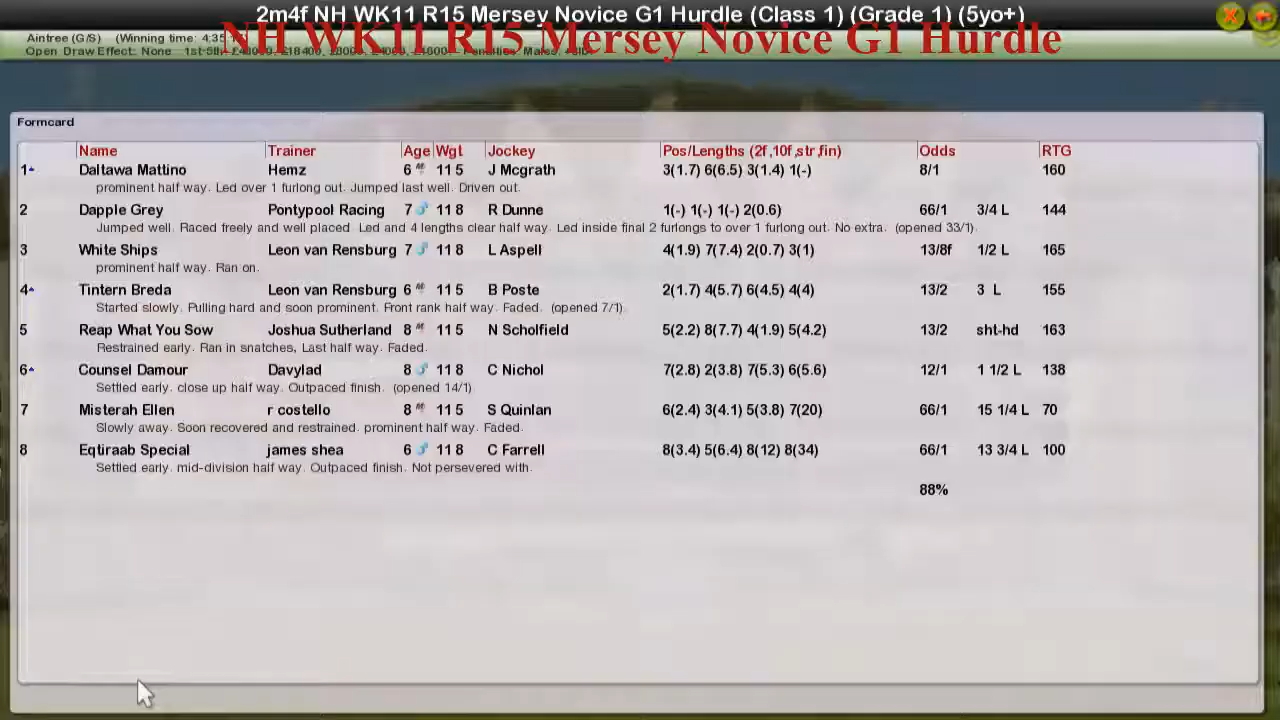 2m4f NH WK11 R15 Mersey Novice G1 Hurdle (Class 1) (Grade 1) (5yo+)
NH WK11 R15 Mersey Novice G1 Hurdle
Aintree (G/S) (Winning time: 4:35
Open Draw Effect: None 1st-5th
Formcard
Name Trainer Age Wgt Jockey Pos/Lengths (2f,10f,str,fin) Odds RTG
1 Daltawa Mattino Hemz 6 11 5 J Mcgrath 3(1.7) 6(6.5) 3(1.4) 1(-) 8/1 160
prominent half way. Led over 1 furlong out. Jumped last well. Driven out.
2 Dapple Grey Pontypool Racing 7 11 8 R Dunne 1(-) 1(-) 1(-) 2(0.6) 66/1 3/4 L 144
Jumped well. Raced freely and well placed. Led and 4 lengths clear half way. Led inside final 2 furlongs to over 1 furlong out. No extra. (opened 33/1).
3 White Ships Leon van Rensburg 7 11 8 L Aspell 4(1.9) 7(7.4) 2(0.7) 3(1) 13/8f 1/2 L 165
prominent half way. Ran on.
4 Tintern Breda Leon van Rensburg 6 11 5 B Poste 2(1.7) 4(5.7) 6(4.5) 4(4) 13/2 3 L 155
Started slowly. Pulling hard and soon prominent. Front rank half way. Faded. (opened 7/1).
5 Reap What You Sow Joshua Sutherland 8 11 5 N Scholfield 5(2.2) 8(7.7) 4(1.9) 5(4.2) 13/2 sht-hd 163
Restrained early. Ran in snatches, Last half way. Faded.
6 Counsel Damour Davylad 8 11 8 C Nichol 7(2.8) 2(3.8) 7(5.3) 6(5.6) 12/1 1 1/2 L 138
Settled early. close up half way. Outpaced finish. (opened 14/1)
7 Misterah Ellen r costello 8 11 5 S Quinlan 6(2.4) 3(4.1) 5(3.8) 7(20) 66/1 15 1/4 L 70
Slowly away. Soon recovered and restrained. prominent half way. Faded.
8 Eqtiraab Special james shea 6 11 8 C Farrell 8(3.4) 5(6.4) 8(12) 8(34) 66/1 13 3/4 L 100
Settled early. mid-division half way. Outpaced finish. Not persevered with.
88%